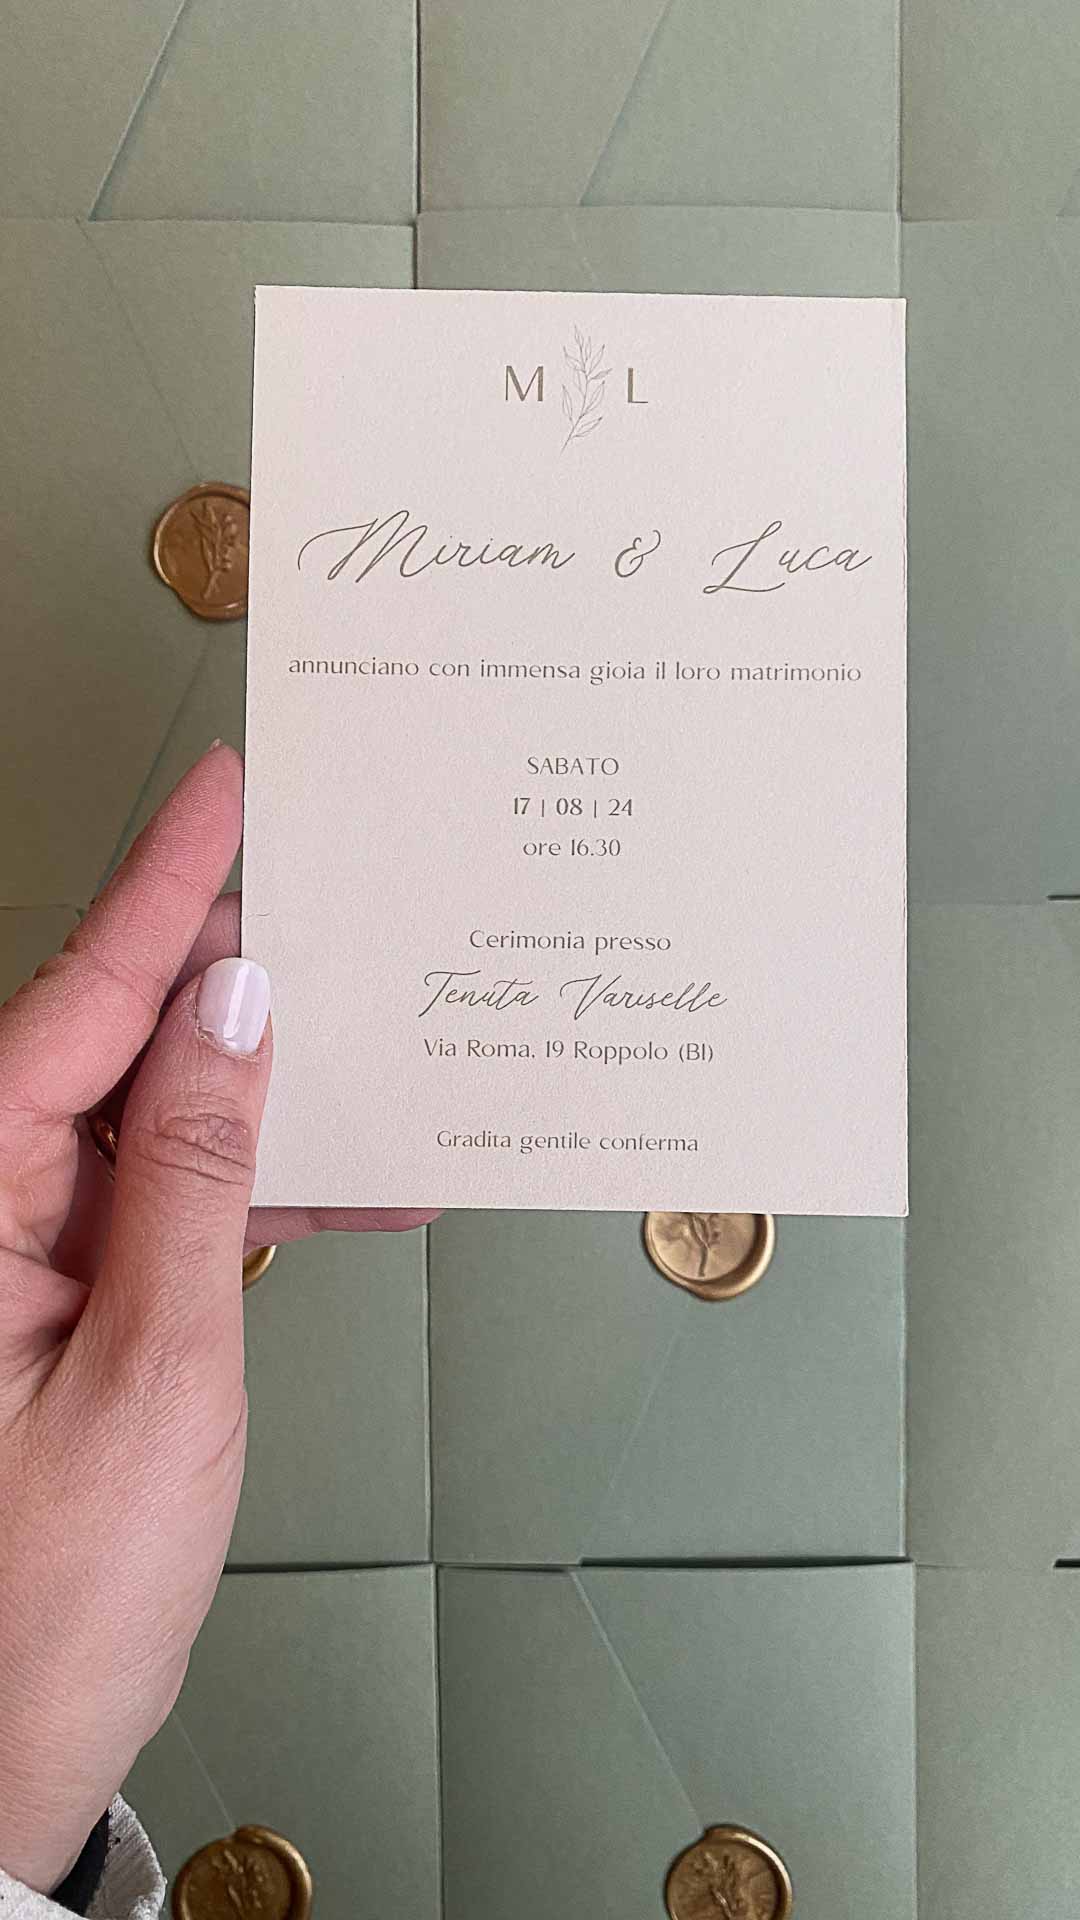 M L
Miriam & Luca
annunciano con immensa gioia il loro matrimonio
SABATO
17 | 08 | 24
ore 16.30
Cerimonia presso
Tenuta Variselle
Via Roma, 19 Roppolo (BI)
Gradita gentile conferma